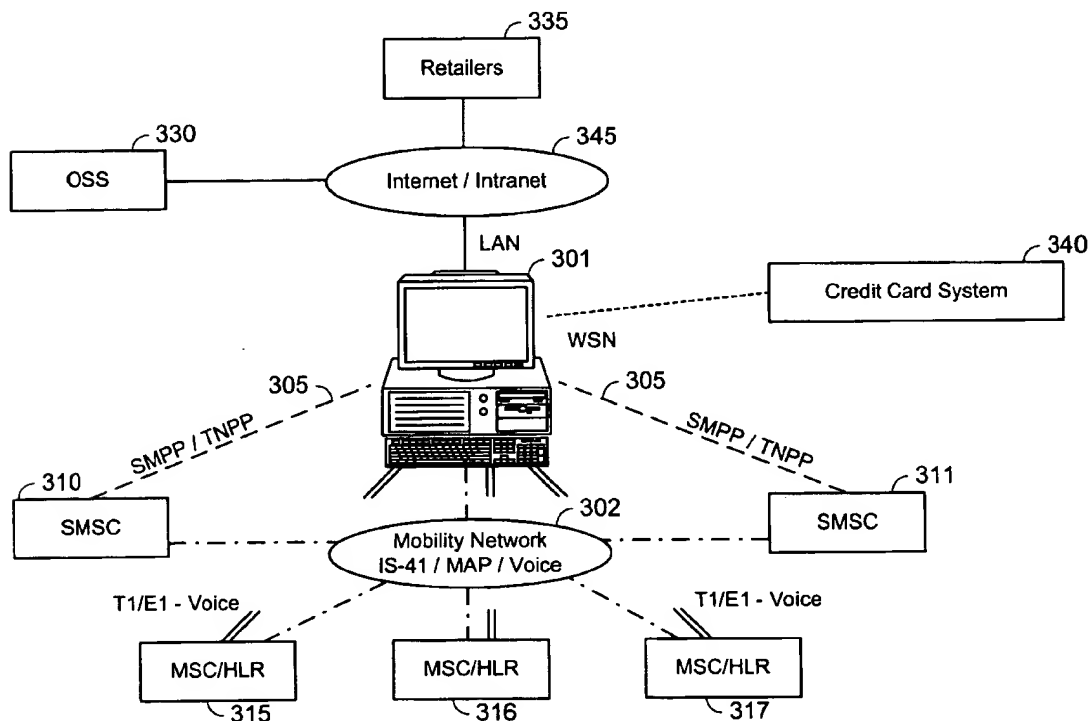 335
Retailers
330
345
OSS
Internet / Intranet
LAN
301
340
Credit Card System
WSN
305
305
SMPP / TNPP
SMPP / TNPP
310
311
SMSC
SMSC
302
Mobility Network
IS-41 / MAP / Voice
T1/E1 - Voice
T1/E1 - Voice
MSC/HLR
MSC/HLR
MSC/HLR
315
316
317